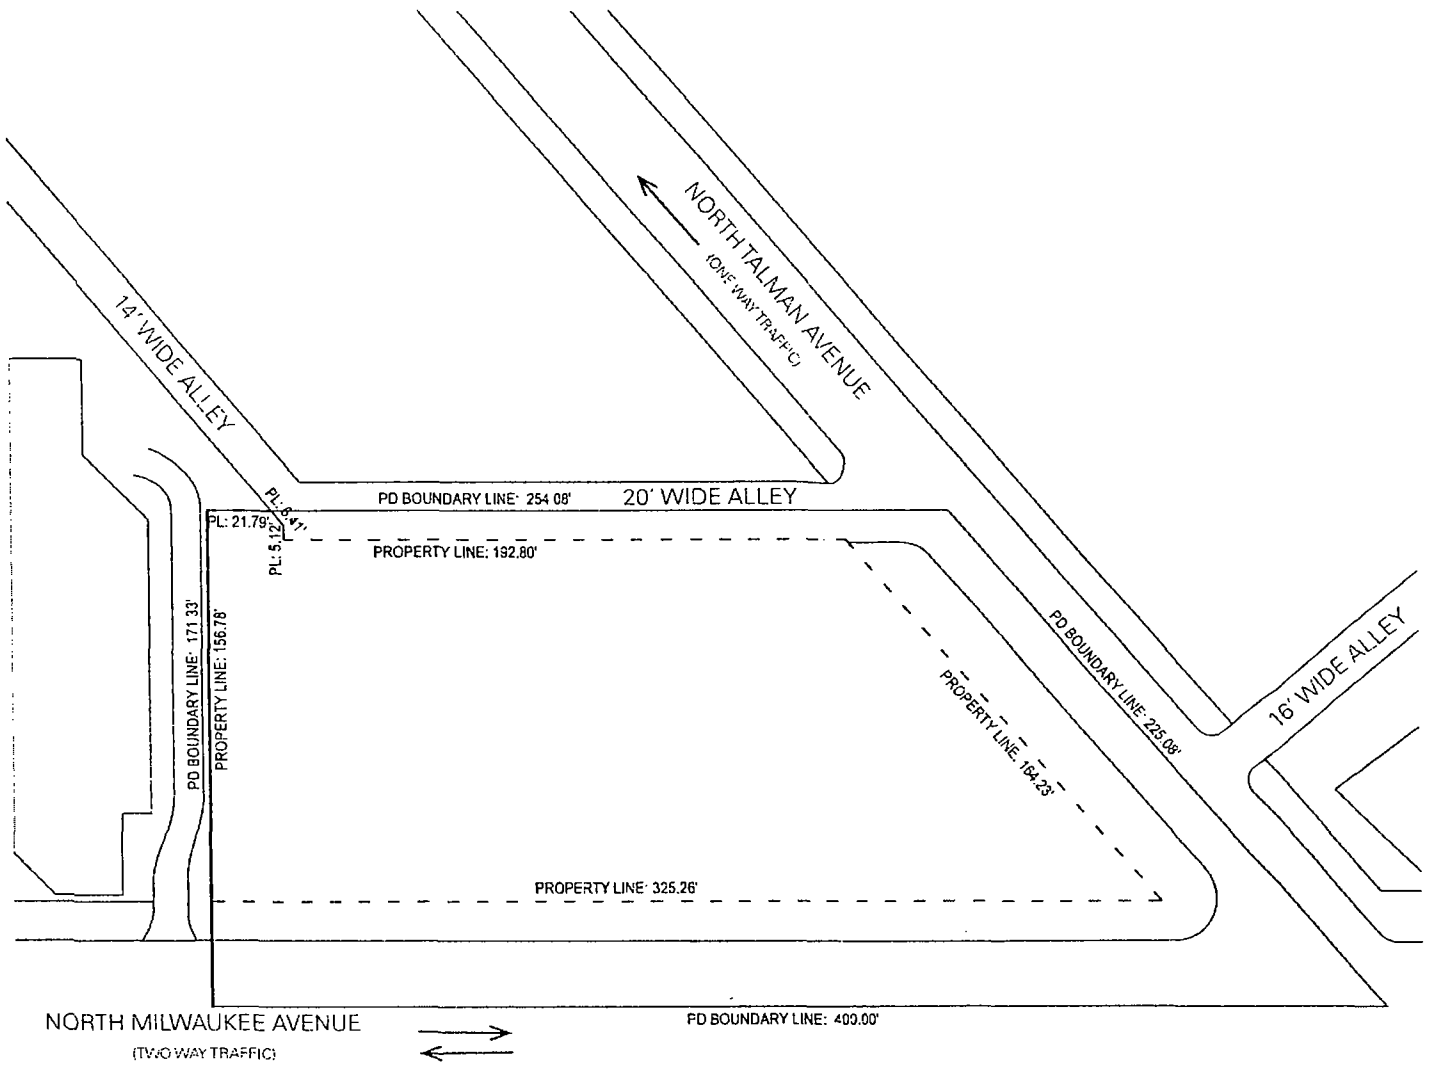 NORTH TALMAN AVENUE
(ONE WAY TRAFFIC)
14' WIDE ALLEY
PD BOUNDARY LINE: 254 08'
20' WIDE ALLEY
PL: 6.41'
PL: 21.79'
PL: 5.12'
PROPERTY LINE: 192.80'
PD BOUNDARY LINE: 171 33'
PROPERTY LINE: 156.78'
PD BOUNDARY LINE: 225.08'
16' WIDE ALLEY
PROPERTY LINE: 164.23'
PROPERTY LINE: 325.26'
NORTH MILWAUKEE AVENUE
(TWO WAY TRAFFIC)
PD BOUNDARY LINE: